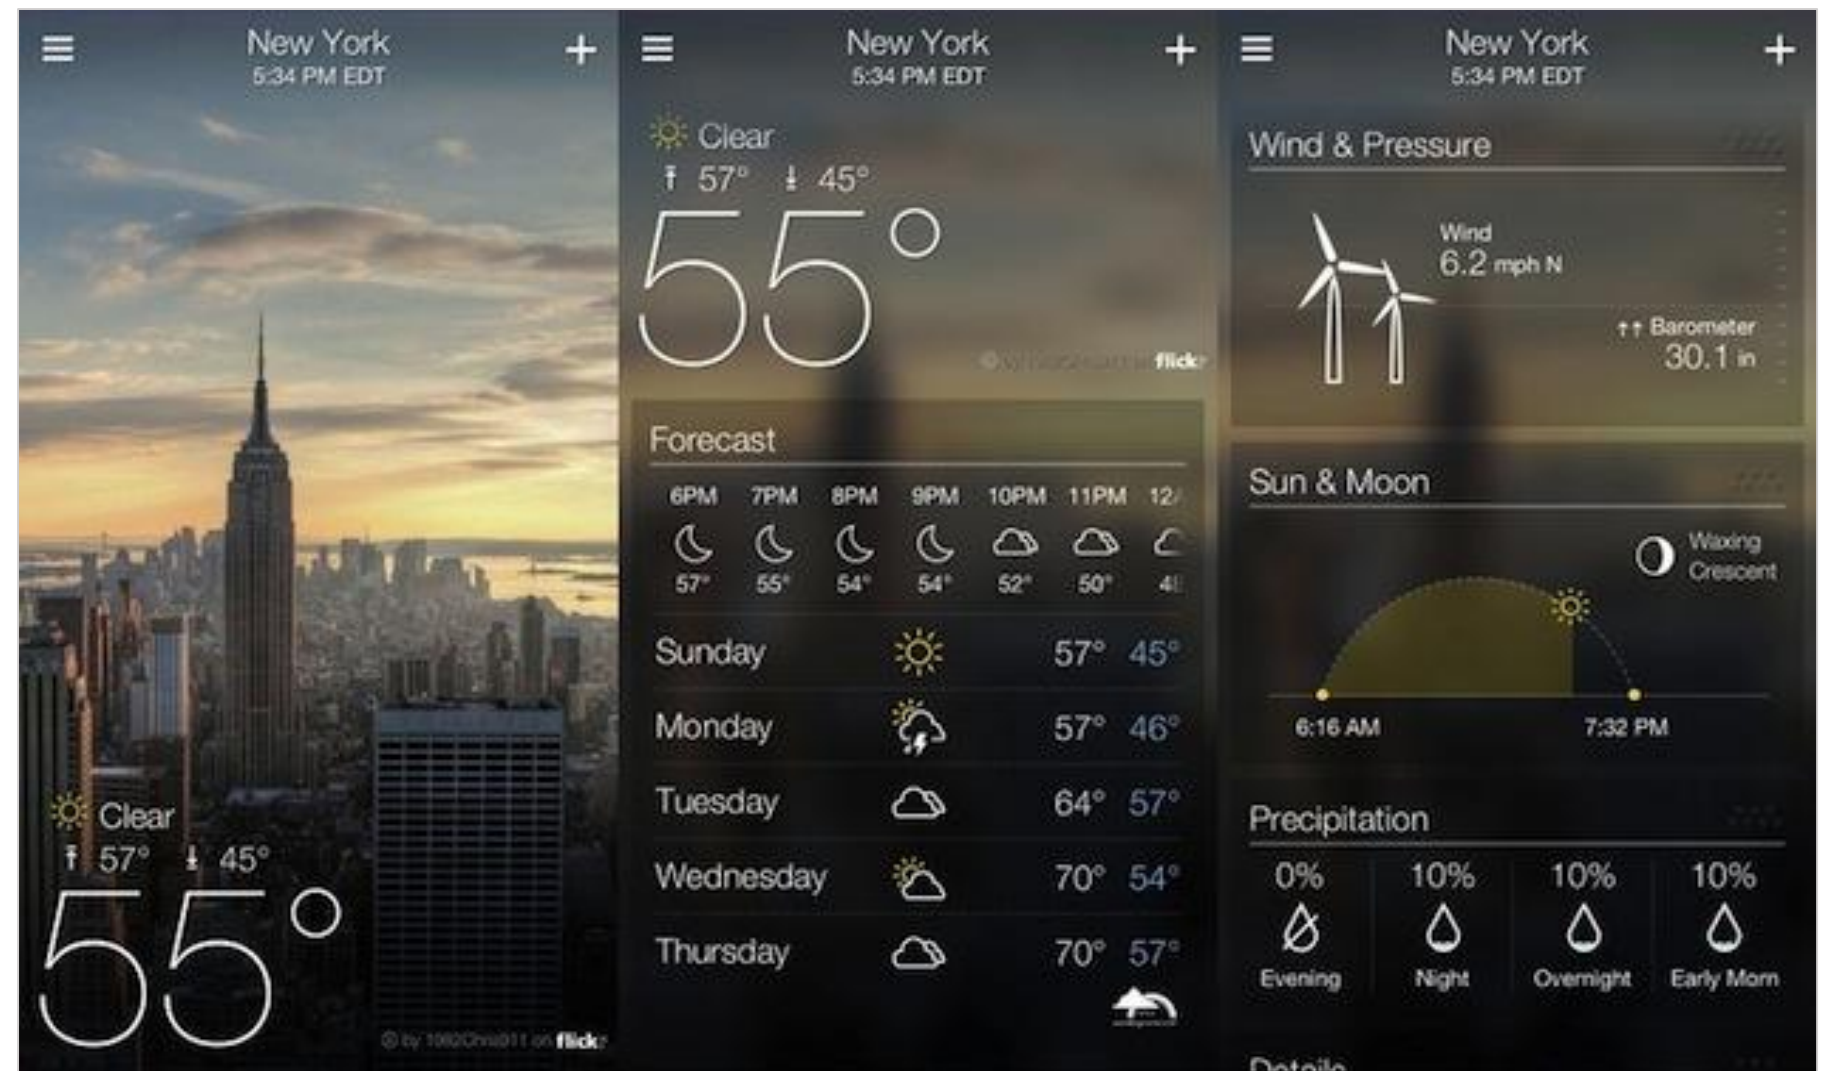 New York
5:34 PM EDT
Clear
57° 45°
55°
by 1982Chris911 on flickr
New York
5:34 PM EDT
Clear
57° 45°
55°
flickr
Forecast
6PM 7PM 8PM 9PM 10PM 11PM
57° 55° 54° 54° 52° 50°
Sunday 57° 45°
Monday 57° 46°
Tuesday 64° 57°
Wednesday 70° 54°
Thursday 70° 57°
New York
5:34 PM EDT
Wind & Pressure
Wind
6.2 mph N
Barometer
30.1 in
Sun & Moon
Waxing
Crescent
6:16 AM 7:32 PM
Precipitation
0% 10% 10% 10%
Evening Night Overnight Early Morn
Details